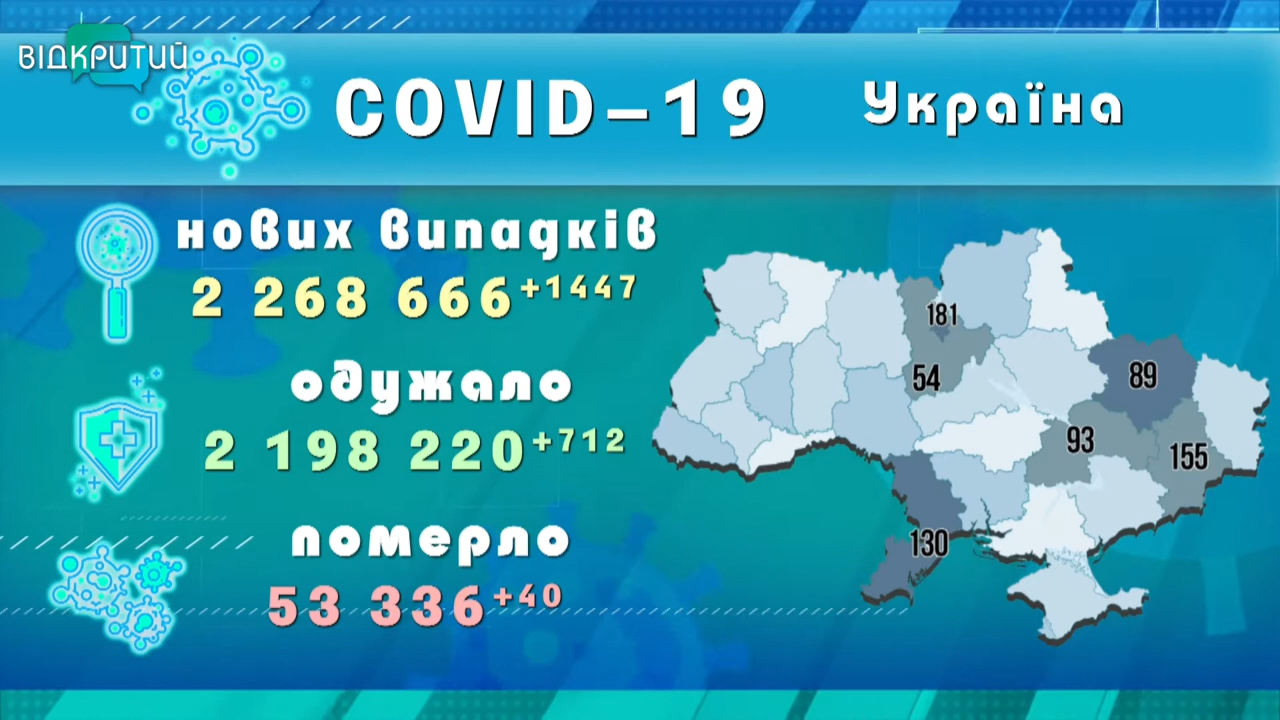 ВІДКРИТИЙ
COVID-19 Україна
нових випадків
2 268 666+1447
одужало
2 198 220+712
померло
53 336+40
181
54
89
93
155
130